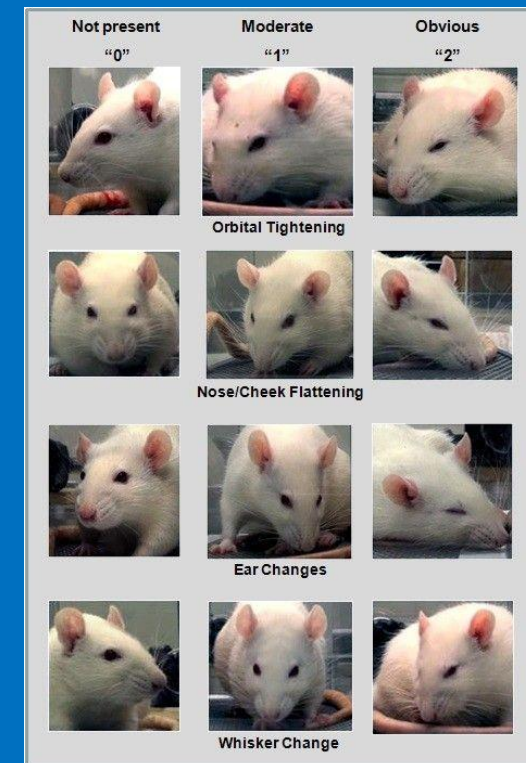 Not present Moderate Obvious
“0” “1” “2”
Orbital Tightening
Nose/Cheek Flattening
Ear Changes
Whisker Change